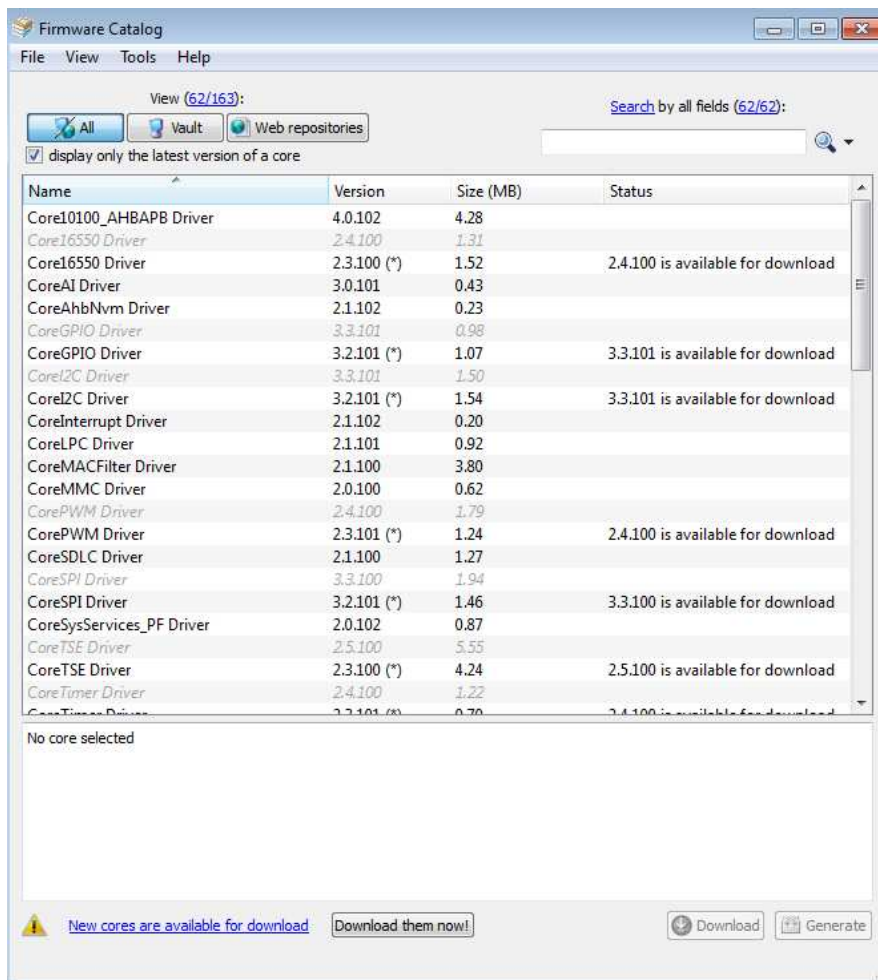 Firmware Catalog
File View Tools Help
View (62/163):
Search by all fields (62/62):
All Vault Web repositories
display only the latest version of a core
Name Version Size (MB) Status
Core10100_AHBAPB Driver 4.0.102 4.28
Core16550 Driver 2.4.100 1.31
Core16550 Driver 2.3.100 (*) 1.52 2.4.100 is available for download
CoreAI Driver 3.0.101 0.43
CoreAhbNvm Driver 2.1.102 0.23
CoreGPIO Driver 3.3.101 0.98
CoreGPIO Driver 3.2.101 (*) 1.07 3.3.101 is available for download
CoreI2C Driver 3.3.101 1.50
CoreI2C Driver 3.2.101 (*) 1.54 3.3.101 is available for download
CoreInterrupt Driver 2.1.102 0.20
CoreLPC Driver 2.1.101 0.92
CoreMACFilter Driver 2.1.100 3.80
CoreMMC Driver 2.0.100 0.62
CorePWM Driver 2.4.100 1.79
CorePWM Driver 2.3.101 (*) 1.24 2.4.100 is available for download
CoreSDLC Driver 2.1.100 1.27
CoreSPI Driver 3.3.100 1.94
CoreSPI Driver 3.2.101 (*) 1.46 3.3.100 is available for download
CoreSysServices_PF Driver 2.0.102 0.87
CoreTSE Driver 2.5.100 5.55
CoreTSE Driver 2.3.100 (*) 4.24 2.5.100 is available for download
CoreTimer Driver 2.4.100 1.22
CoreTimer Driver 2.4.100 is available for download
No core selected
New cores are available for download Download them now! Download Generate